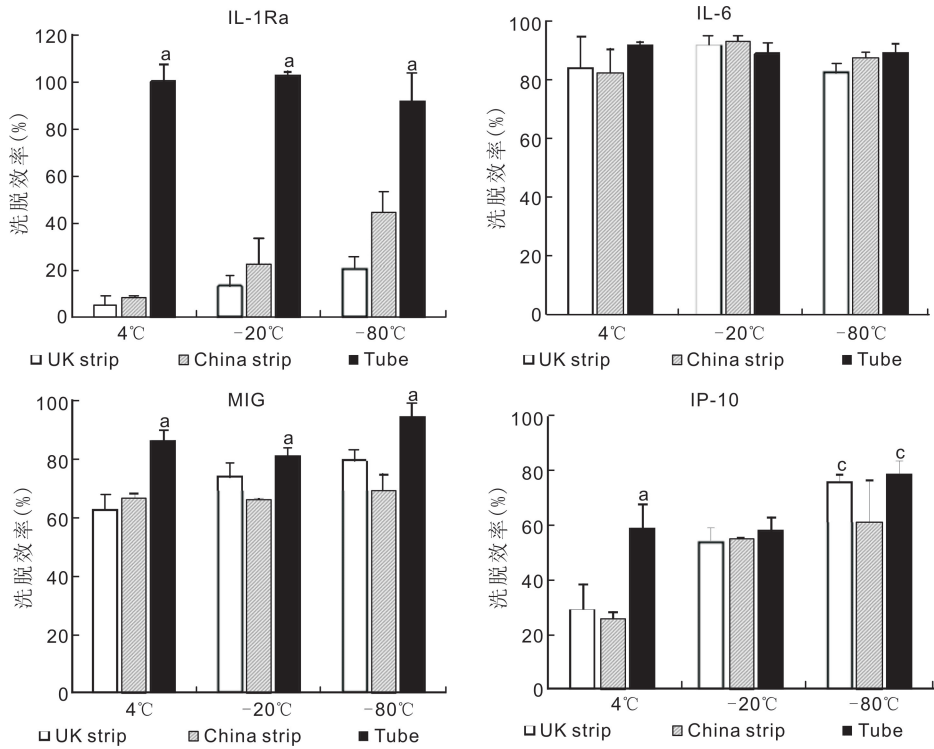 IL-1Ra
120
100
80
60
40
20
0
洗脱效率(%)
a
a
a
4℃
-20℃
-80℃
UK strip
China strip
Tube
IL-6
100
80
60
40
20
0
洗脱效率(%)
4℃
-20℃
-80℃
UK strip
China strip
Tube
MIG
100
80
60
40
20
0
洗脱效率(%)
a
a
a
4℃
-20℃
-80℃
UK strip
China strip
Tube
IP-10
100
80
60
40
20
0
洗脱效率(%)
a
c
c
4℃
-20℃
-80℃
UK strip
China strip
Tube